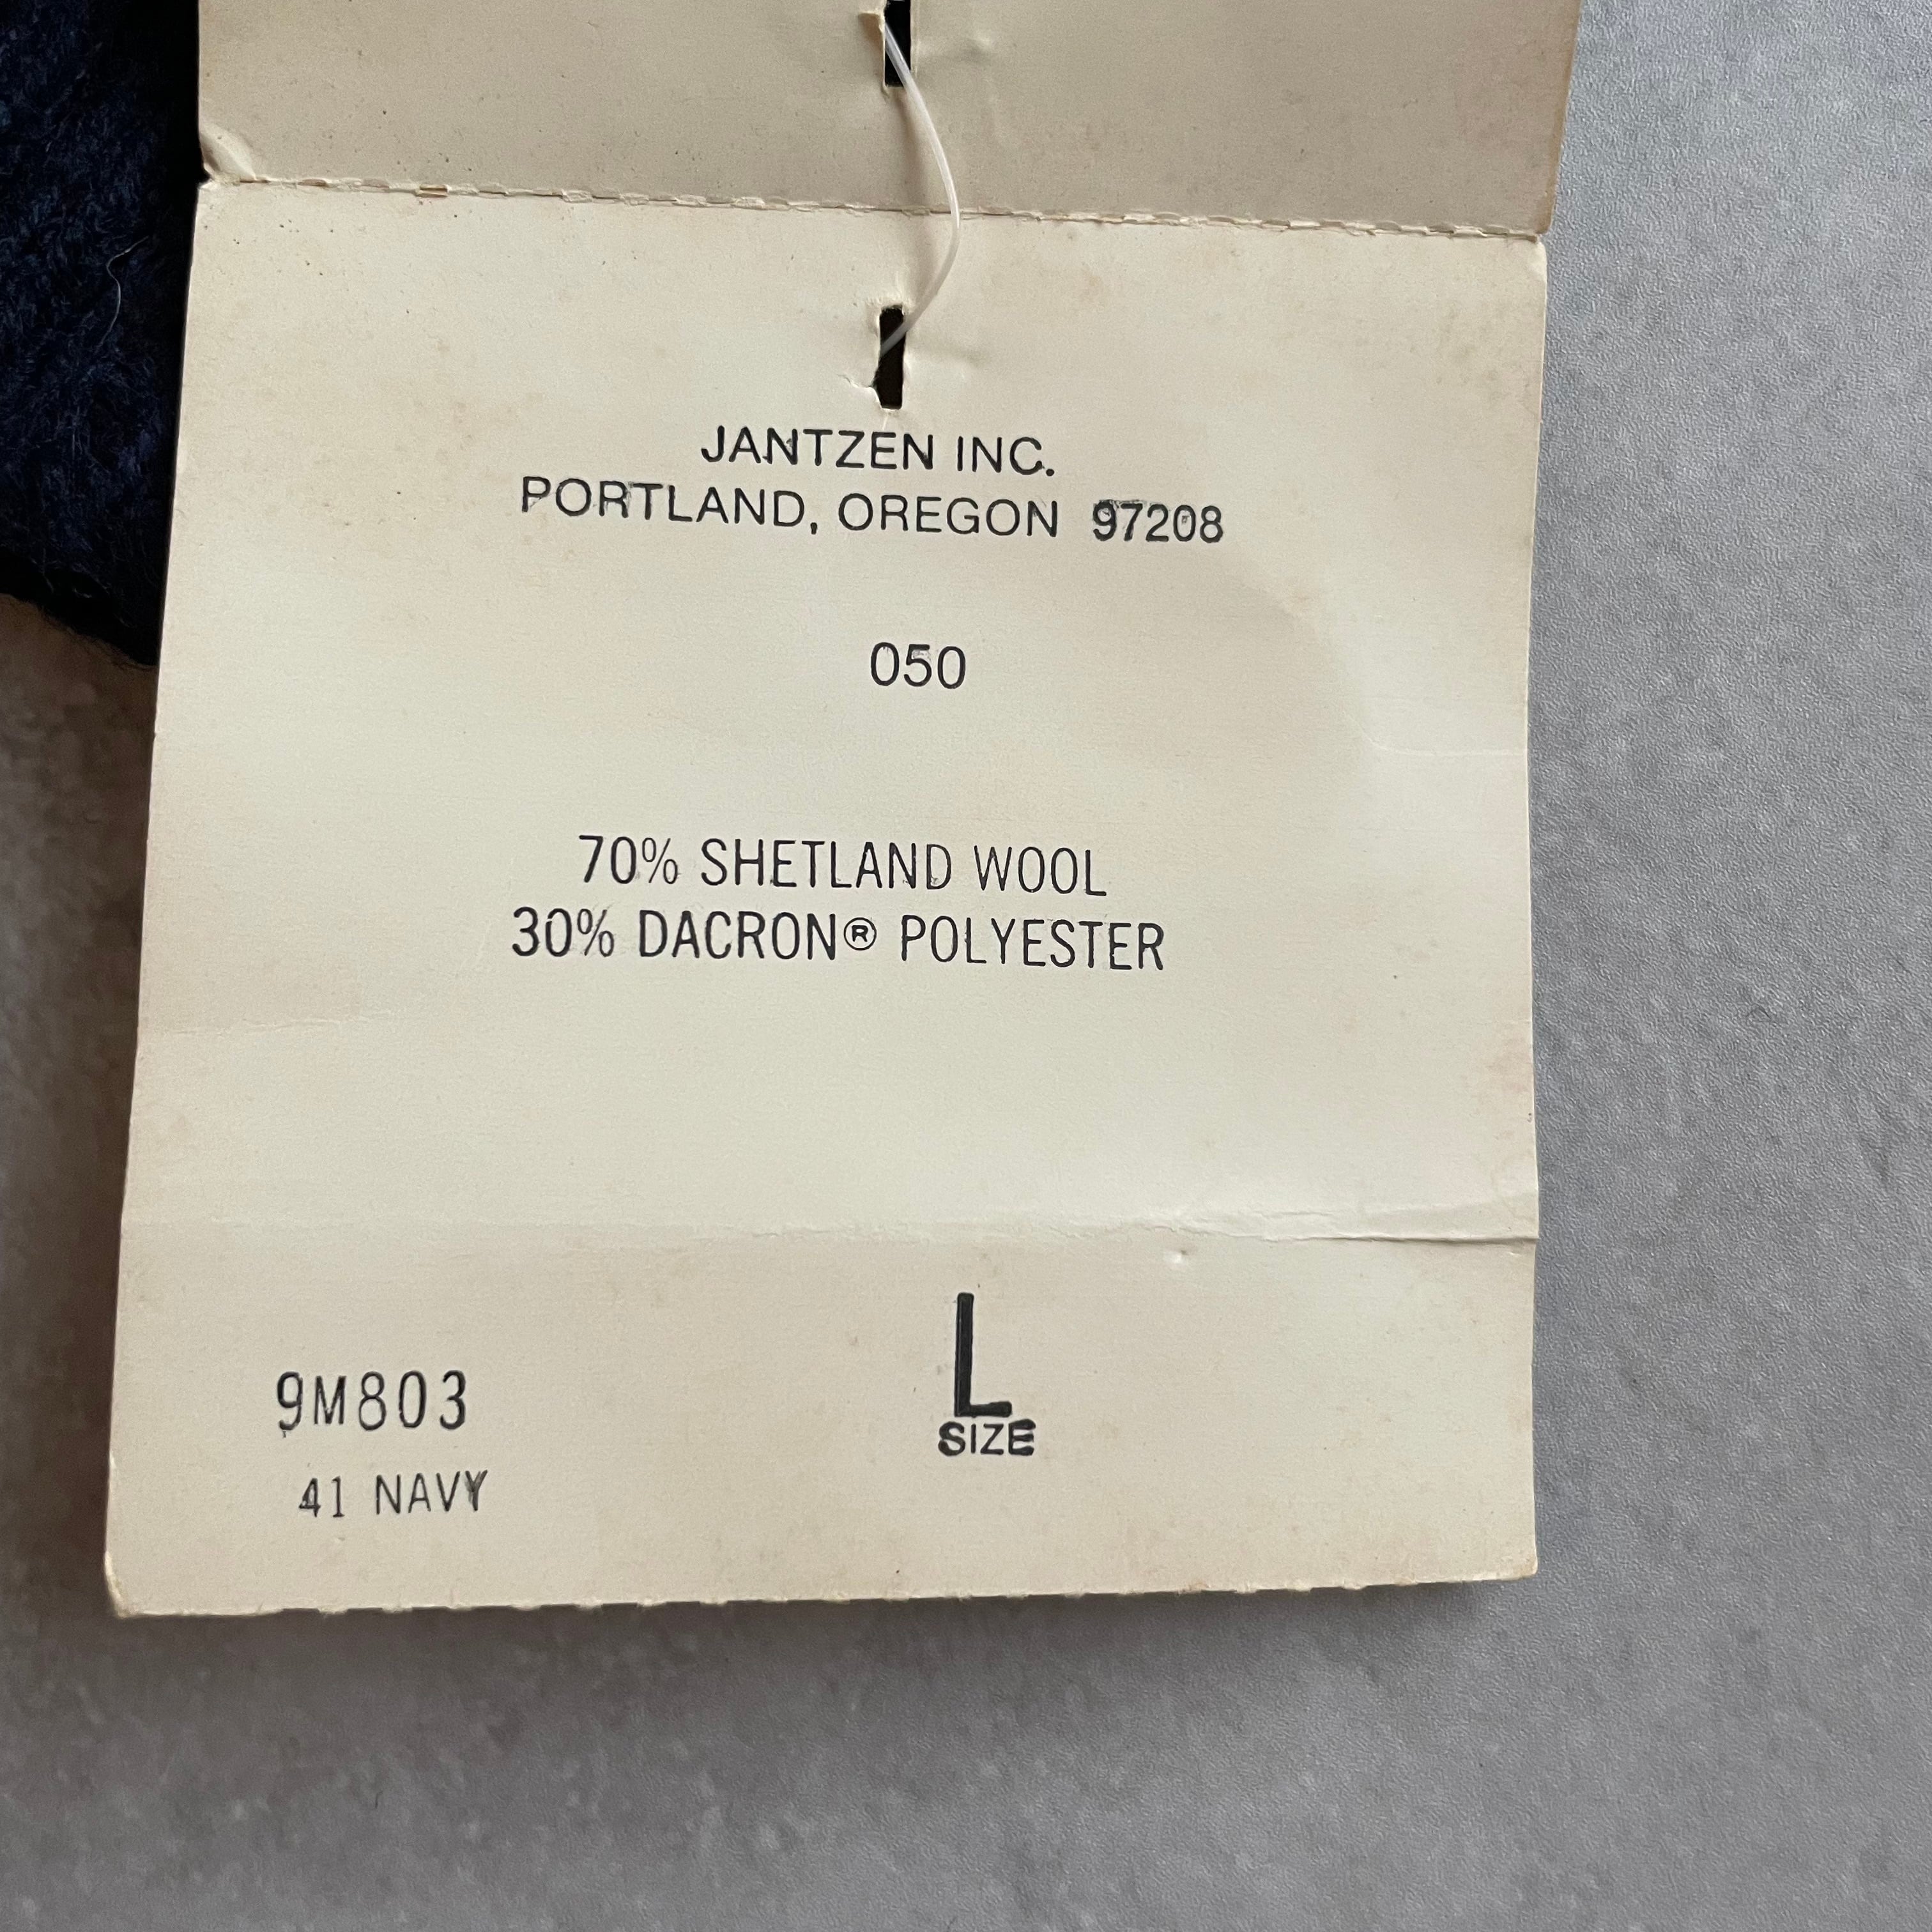 JANTZEN INC.
PORTLAND, OREGON 97208
050
70% SHETLAND WOOL
30% DACRON® POLYESTER
L
SIZE
9M803
41 NAVY